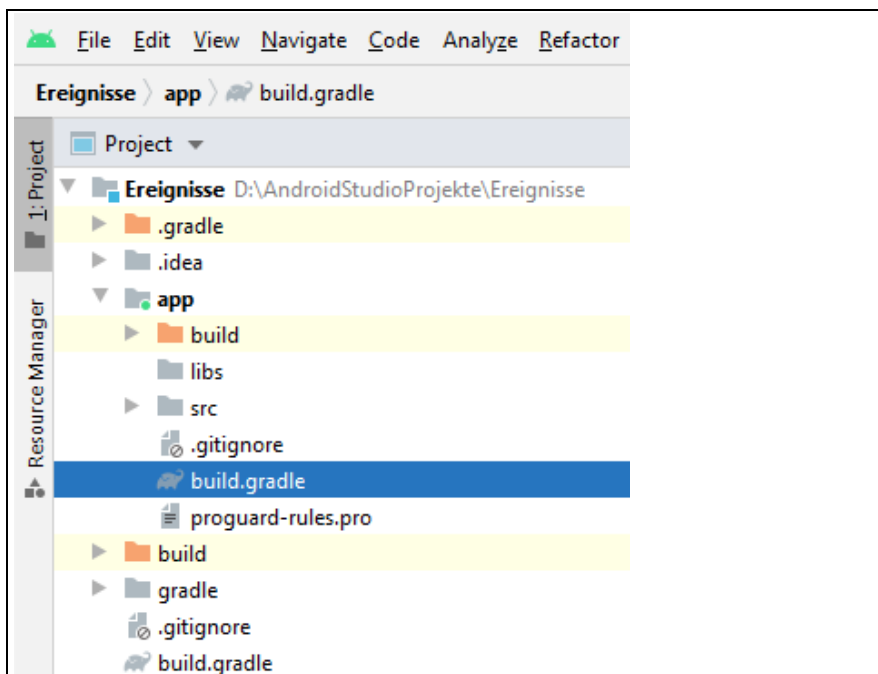 File Edit View Navigate Code Analyze Refactor
Ereignisse app build.gradle
1: Project
Resource Manager
Project
Ereignisse D:\AndroidStudioProjekte\Ereignisse
.gradle
.idea
app
build
libs
src
.gitignore
build.gradle
proguard-rules.pro
build
gradle
.gitignore
build.gradle